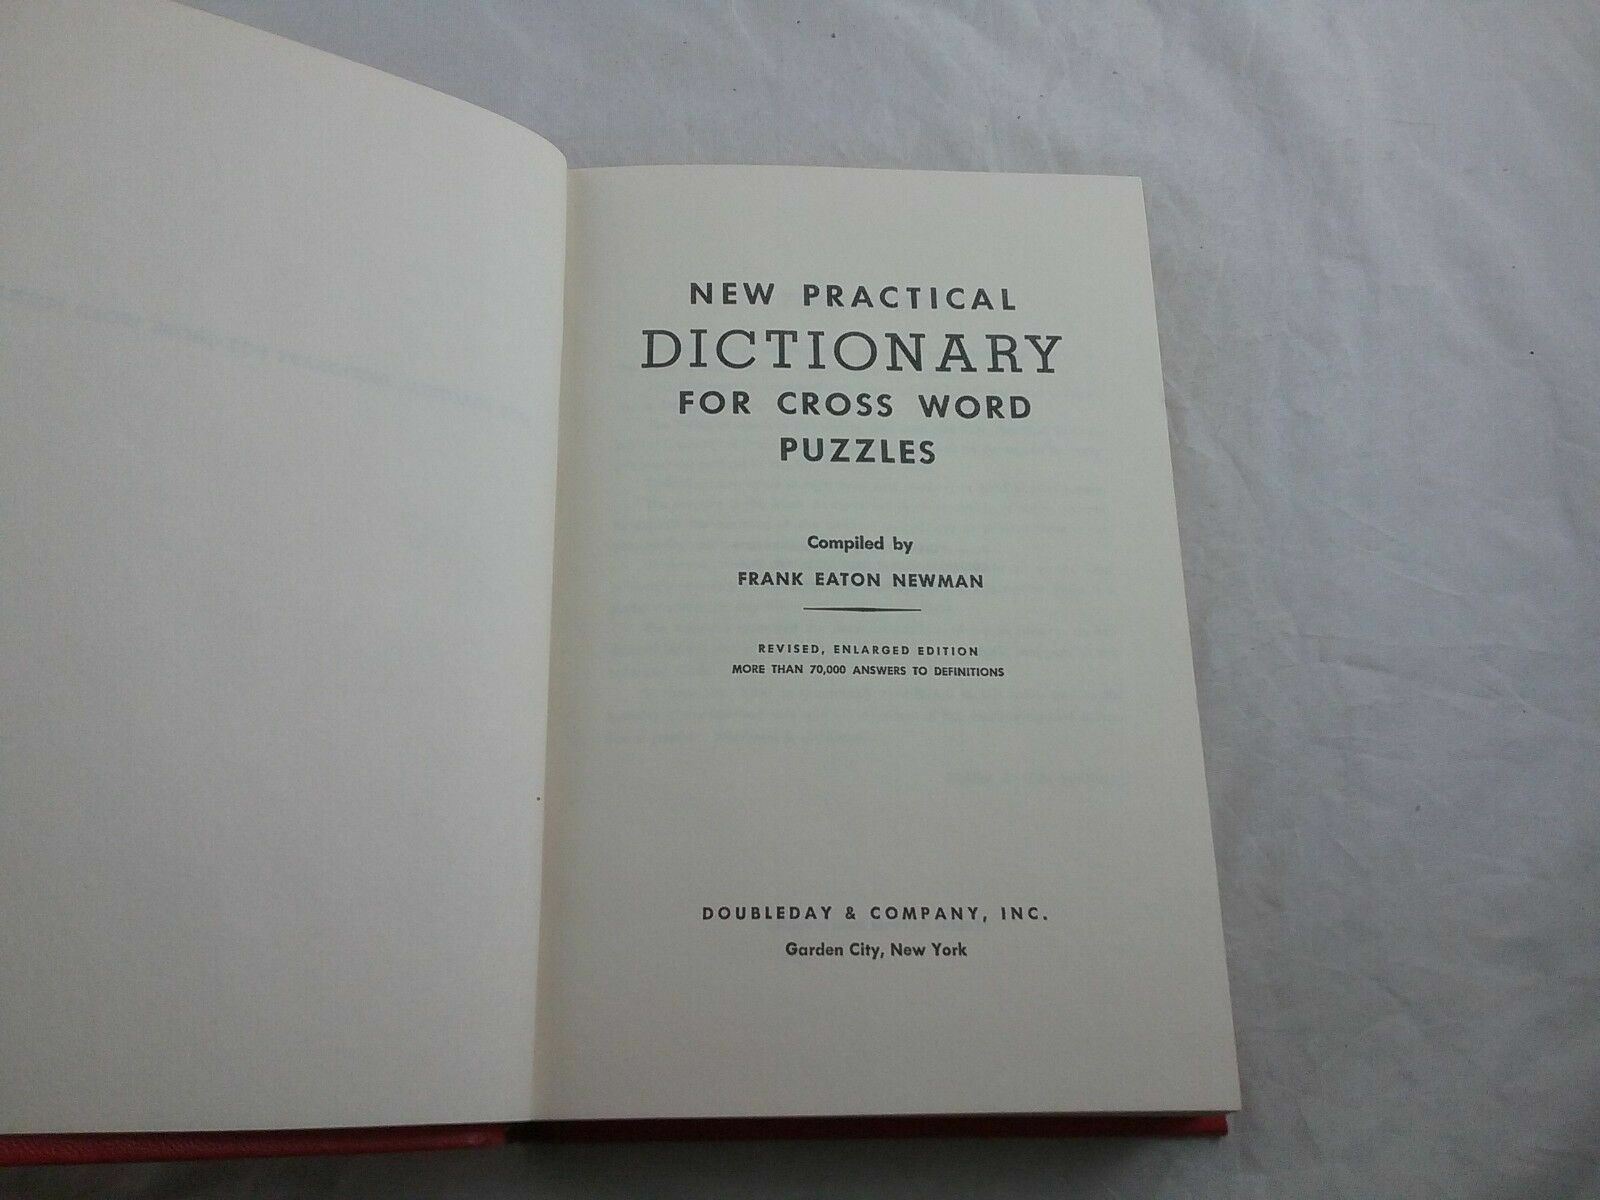 NEW PRACTICAL
DICTIONARY
FOR CROSS WORD
PUZZLES
Compiled by
FRANK EATON NEWMAN
REVISED, ENLARGED EDITION
MORE THAN 70,000 ANSWERS TO DEFINITIONS
DOUBLEDAY & COMPANY, INC.
Garden City, New York